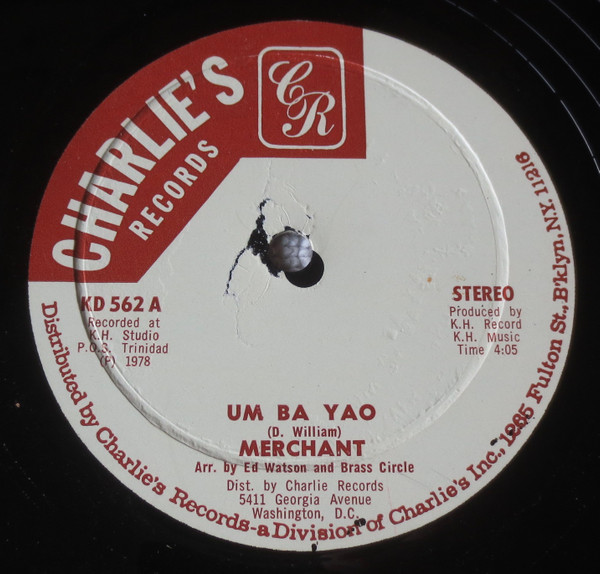 CHARLIE'S
RECORDS
CR
KD 562 A
Recorded at
K.H. Studio
P.O.S. Trinidad
(P) 1978
STEREO
Produced by
K.H. Record
K.H. Music
Time 4:05
UM BA YAO
(D. William)
MERCHANT
Arr. by Ed Watson and Brass Circle
Dist. by Charlie Records
5411 Georgia Avenue
Washington, D.C.
Distributed by Charlie's Records-a Division of Charlie's Inc., 1265 Fulton St., B'klyn, N.Y. 11216